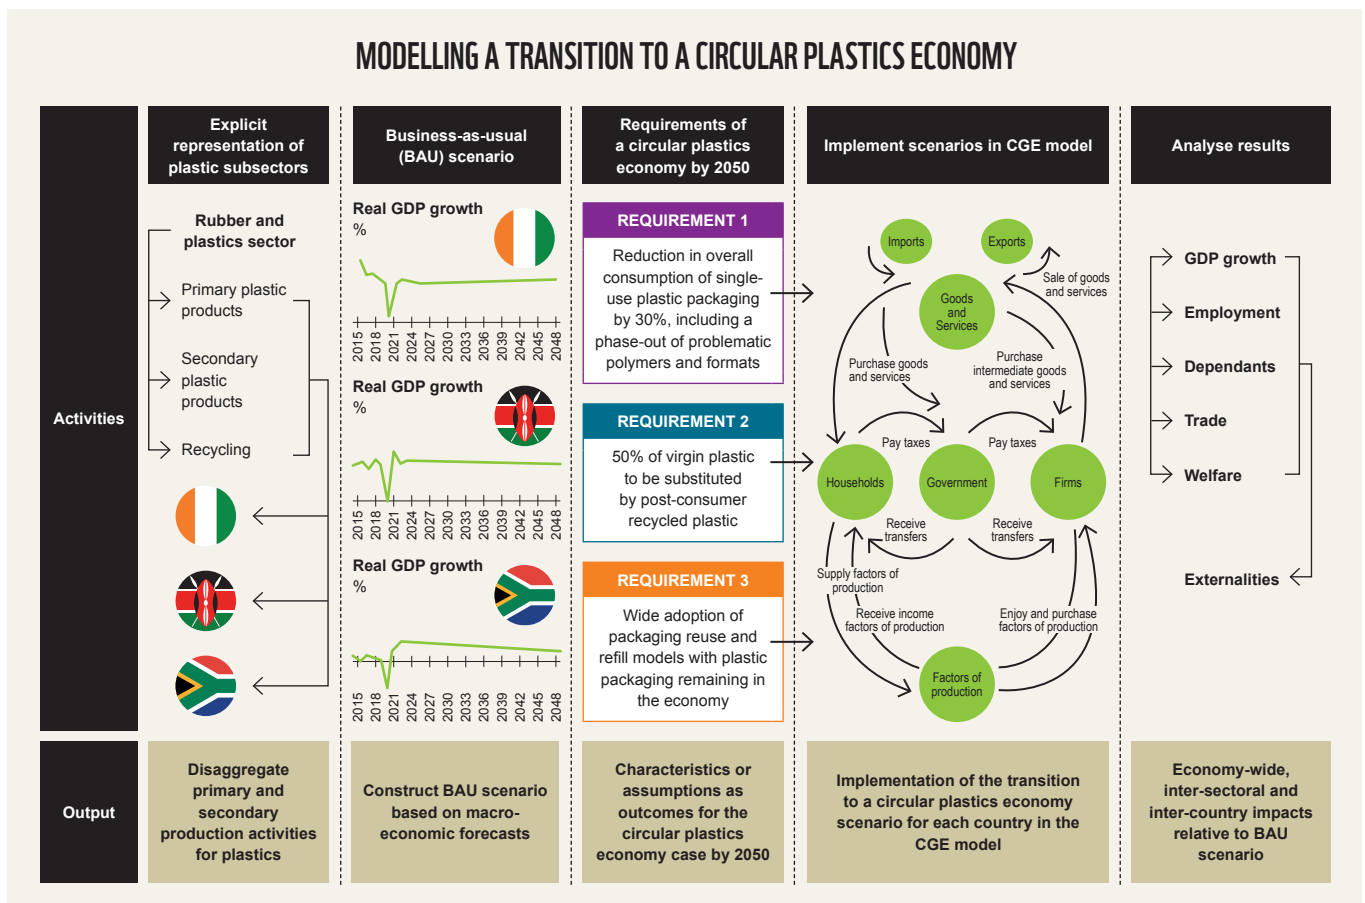 MODELLING A TRANSITION TO A CIRCULAR PLASTICS ECONOMY
Activities
Explicit
representation of
plastic subsectors
Rubber and
plastics sector
Primary plastic
products
Secondary
plastic
products
Recycling
Business-as-usual
(BAU) scenario
Real GDP growth
%
2015 2018 2021 2024 2027 2030 2033 2036 2039 2042 2045 2048
Real GDP growth
%
2015 2018 2021 2024 2027 2030 2033 2036 2039 2042 2045 2048
Real GDP growth
%
2015 2018 2021 2024 2027 2030 2033 2036 2039 2042 2045 2048
Requirements of
a circular plastics
economy by 2050
REQUIREMENT 1
Reduction in overall
consumption of single-
use plastic packaging
by 30%, including a
phase-out of problematic
polymers and formats
REQUIREMENT 2
50% of virgin plastic
to be substituted
by post-consumer
recycled plastic
REQUIREMENT 3
Wide adoption of
packaging reuse and
refill models with plastic
packaging remaining in
the economy
Implement scenarios in CGE model
Imports
Exports
Sale of goods
and services
Goods
and
Services
Purchase goods
and services
Purchase
intermediate goods
and services
Pay taxes
Pay taxes
Households
Government
Firms
Receive
transfers
Receive
transfers
Supply factors of
production
Receive income
factors of production
Enjoy and purchase
factors of production
Factors of
production
Analyse results
GDP growth
Employment
Dependants
Trade
Welfare
Externalities
Output
Disaggregate
primary and
secondary
production activities
for plastics
Construct BAU scenario
based on macro-
economic forecasts
Characteristics or
assumptions as
outcomes for the
circular plastics
economy case by 2050
Implementation of the transition
to a circular plastics economy
scenario for each country in the
CGE model
Economy-wide,
inter-sectoral and
inter-country impacts
relative to BAU
scenario